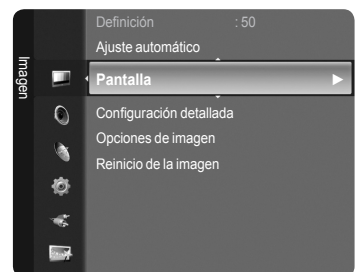 Imagen
Definición : 50
Ajuste automático
Pantalla
Configuración detallada
Opciones de imagen
Reinicio de la imagen